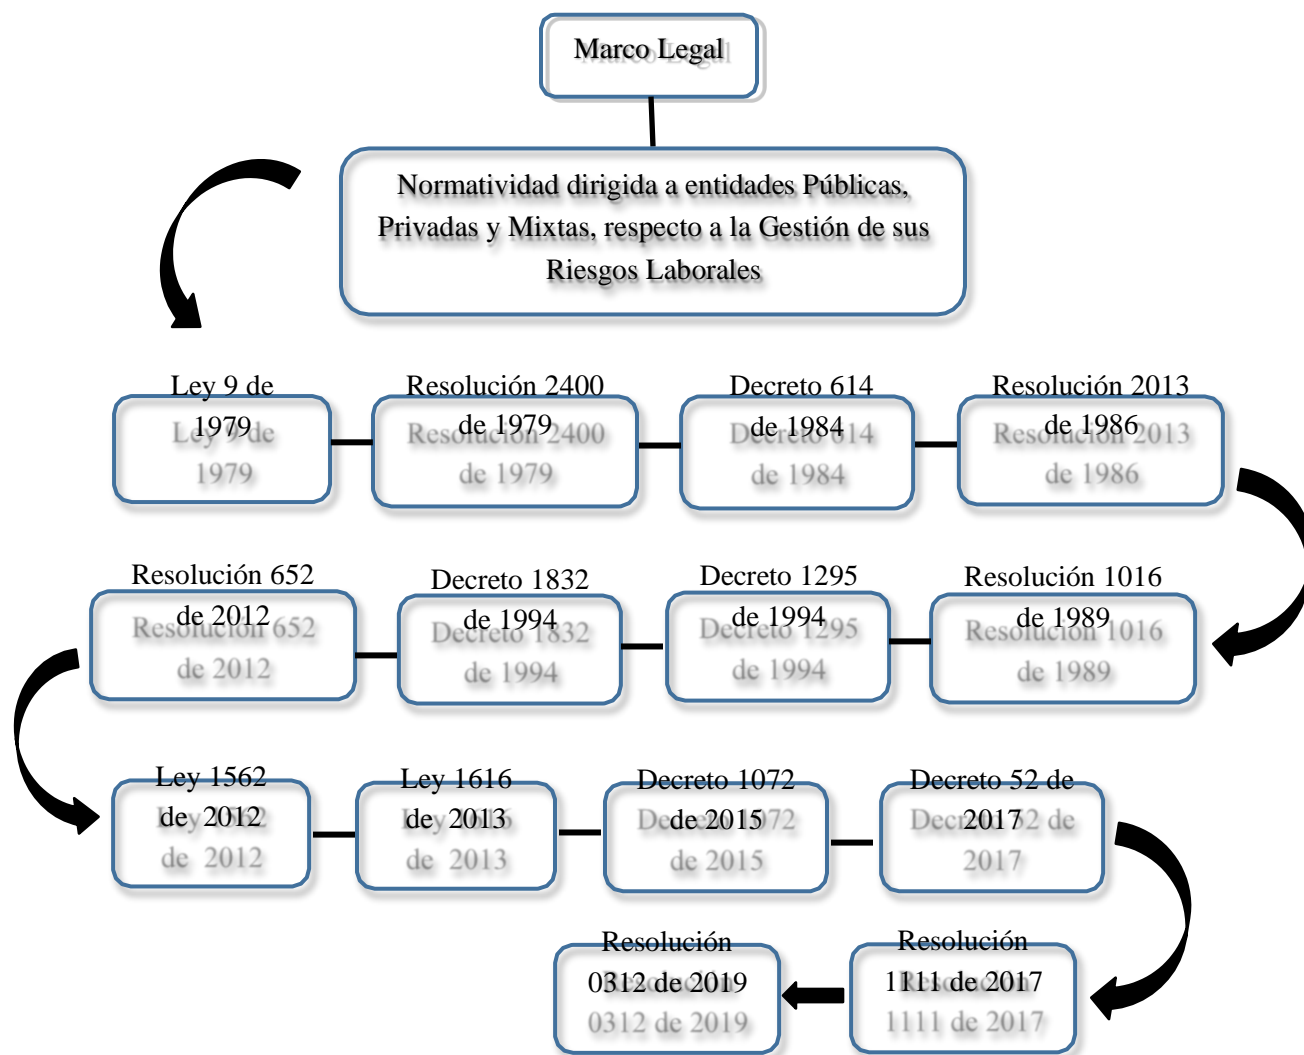 Marco Legal
Normatividad dirigida a entidades Públicas,
Privadas y Mixtas, respecto a la Gestión de sus
Riesgos Laborales
Ley 9 de
1979
Resolución 2400
de 1979
Decreto 614
de 1984
Resolución 2013
de 1986
Resolución 652
de 2012
Decreto 1832
de 1994
Decreto 1295
de 1994
Resolución 1016
de 1989
Ley 1562
de 2012
Ley 1616
de 2013
Decreto 1072
de 2015
Decreto 52 de
2017
Resolución
0312 de 2019
Resolución
1111 de 2017